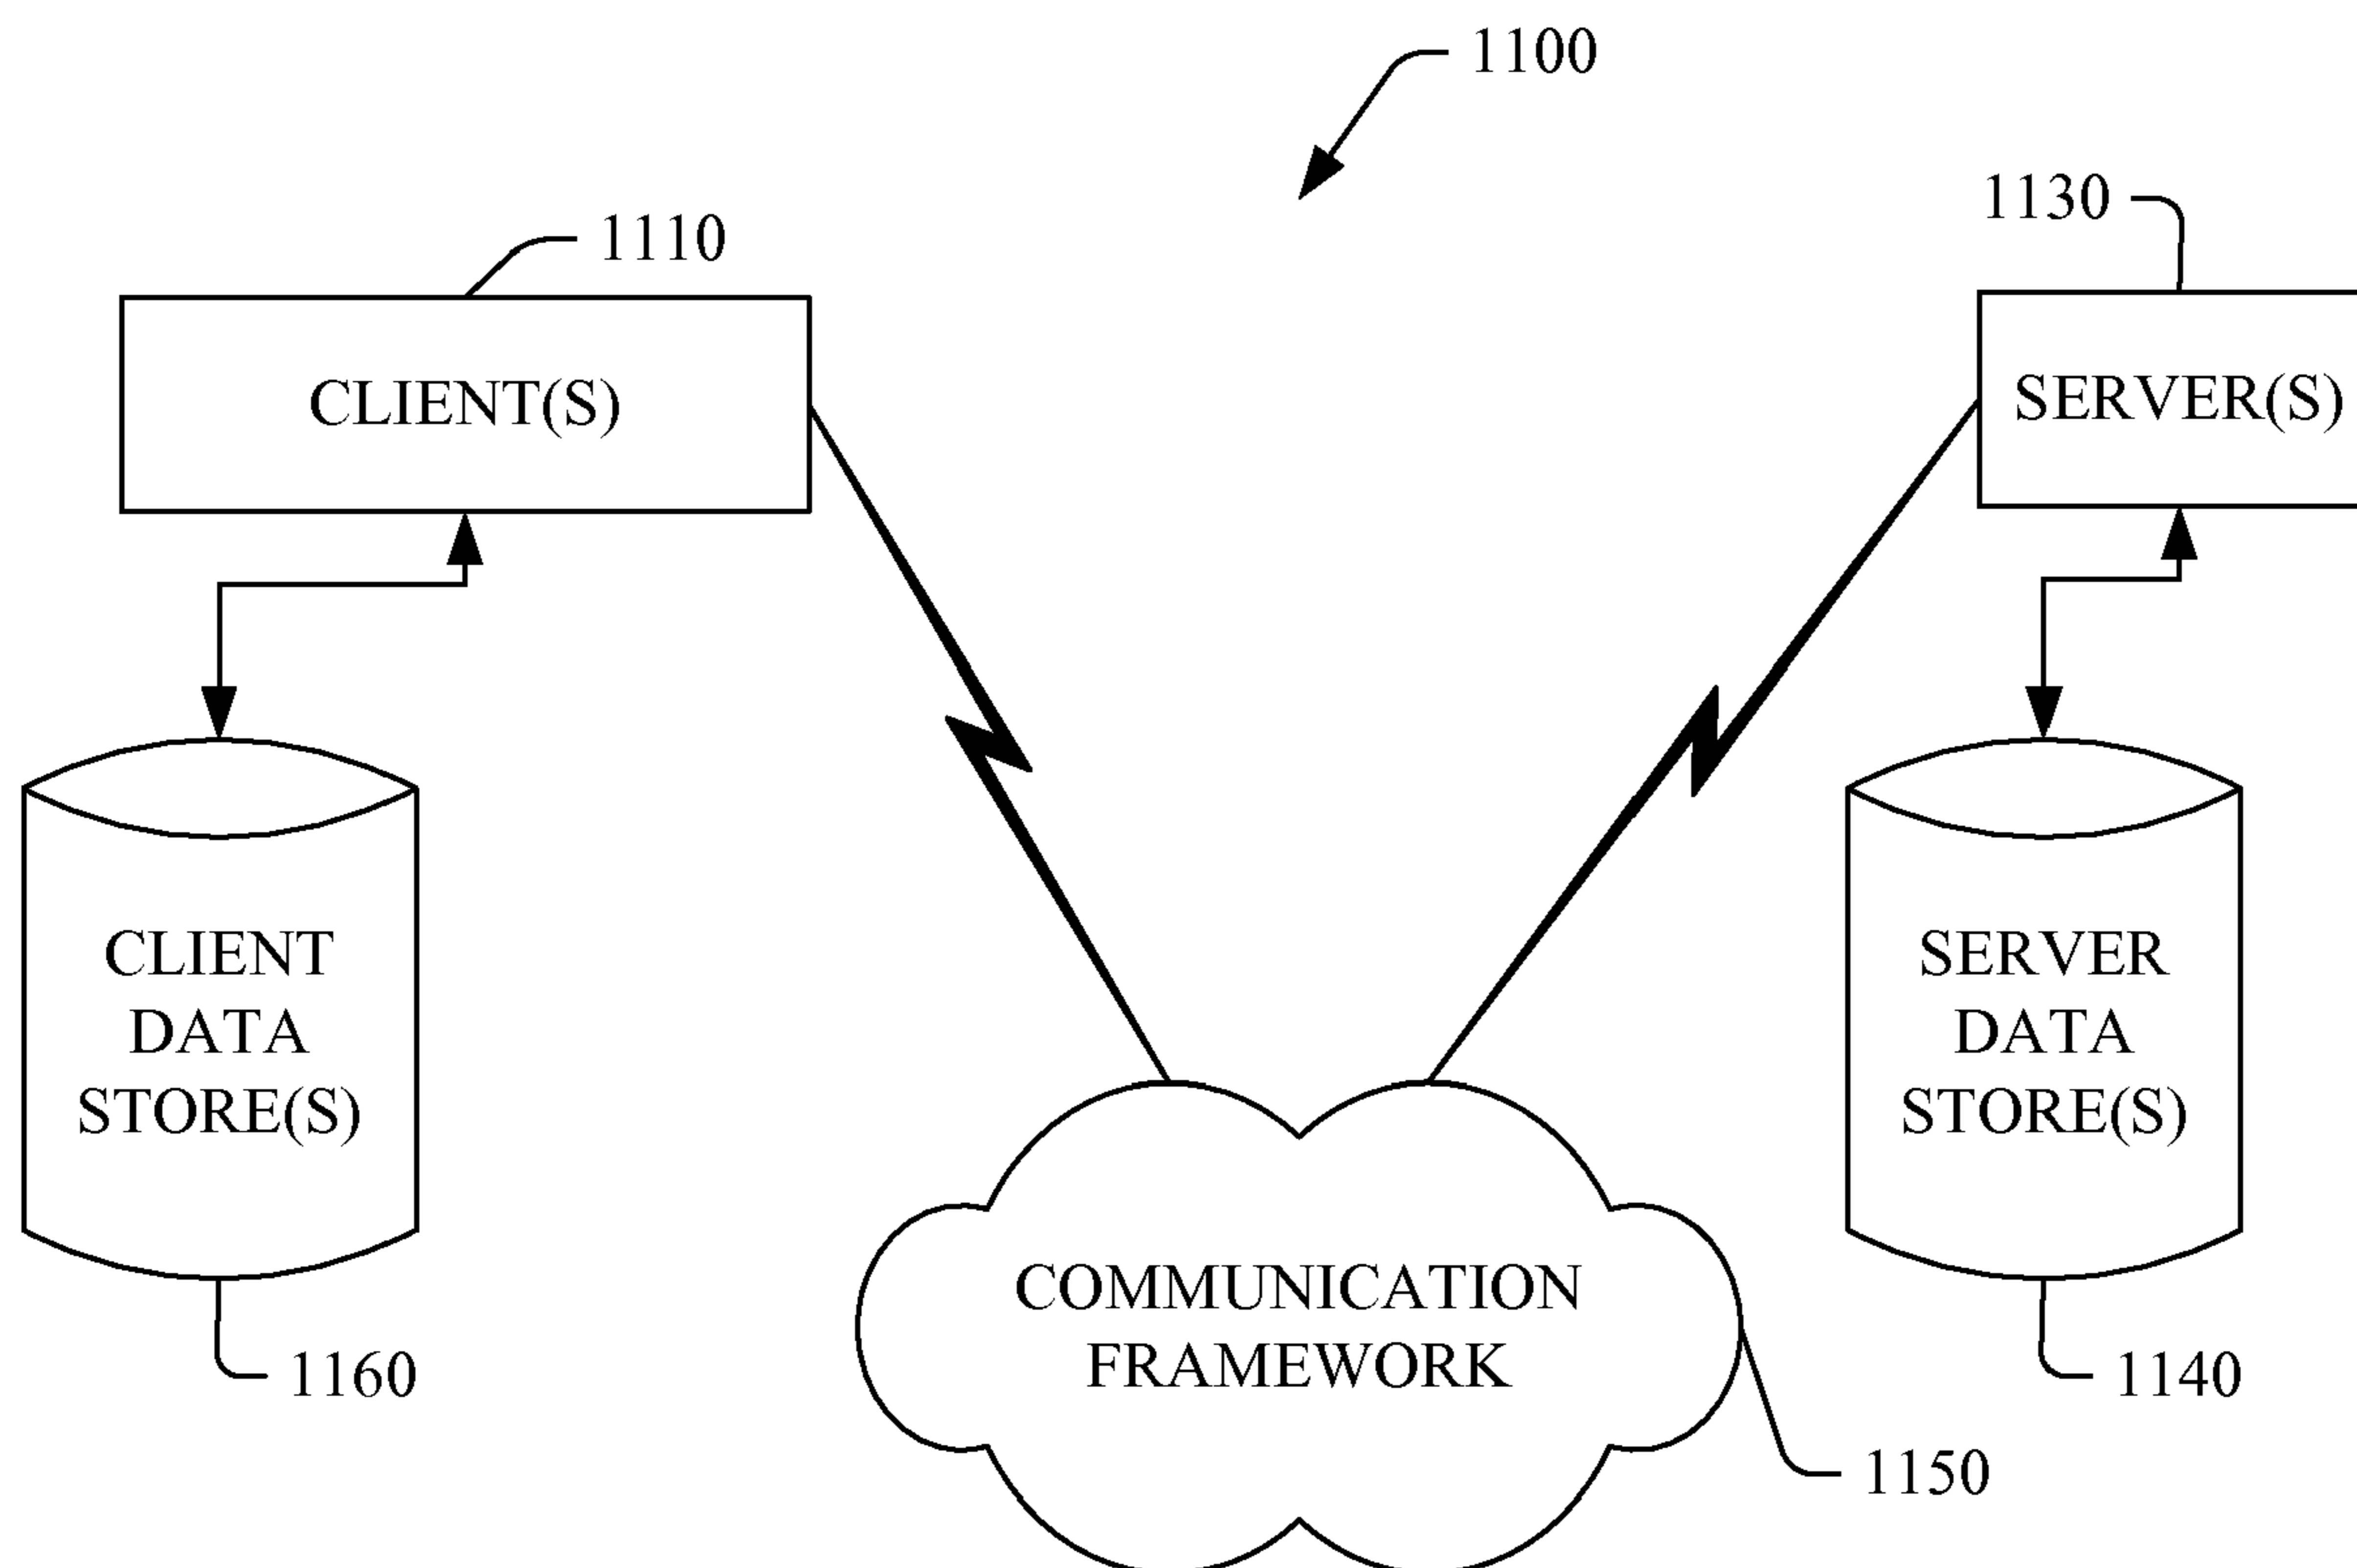 1100
1130
1110
CLIENT(S)
SERVER(S)
CLIENT
DATA
STORE(S)
SERVER
DATA
STORE(S)
COMMUNICATION
FRAMEWORK
1160
1140
1150